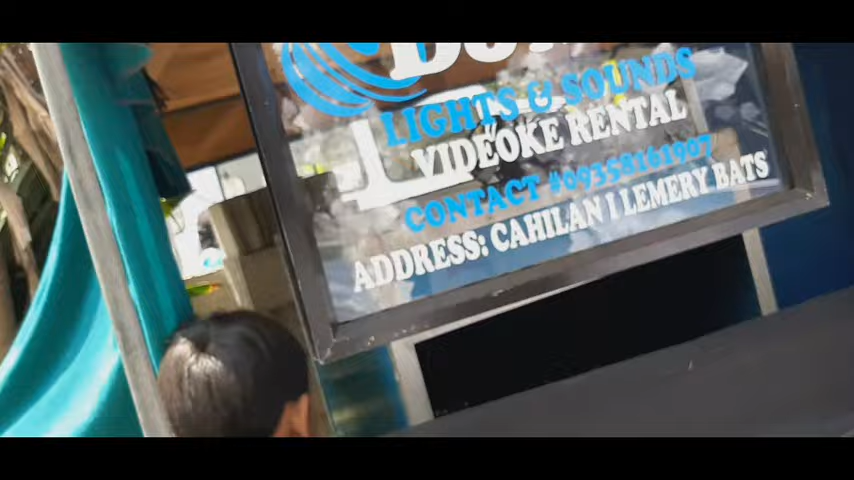 LIGHTS & SOUNDS
VIDEOKE RENTAL
CONTACT #09358161907
ADDRESS: CAHILAN I LEMERY BATS